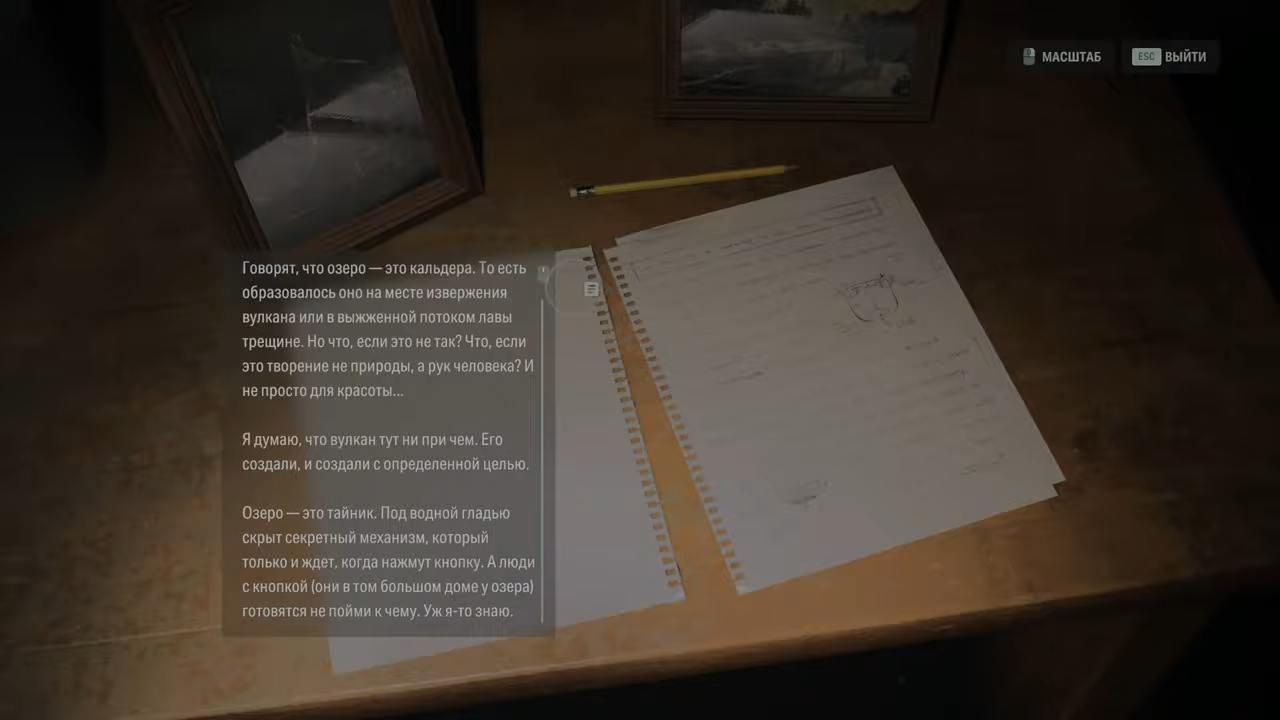 МАСШТАБ
ESC ВЫЙТИ
Говорят, что озеро — это кальдера. То есть
образовалось оно на месте извержения
вулкана или в выжженной потоком лавы
трещине. Но что, если это не так? Что, если
это творение не природы, а рук человека? И
не просто для красоты...
Я думаю, что вулкан тут ни при чем. Его
создали, и создали с определенной целью.
Озеро — это тайник. Под водной гладью
скрыт секретный механизм, который
только и ждет, когда нажмут кнопку. А люди
с кнопкой (они в том большом доме у озера)
готовятся не пойми к чему. Уж я-то знаю.